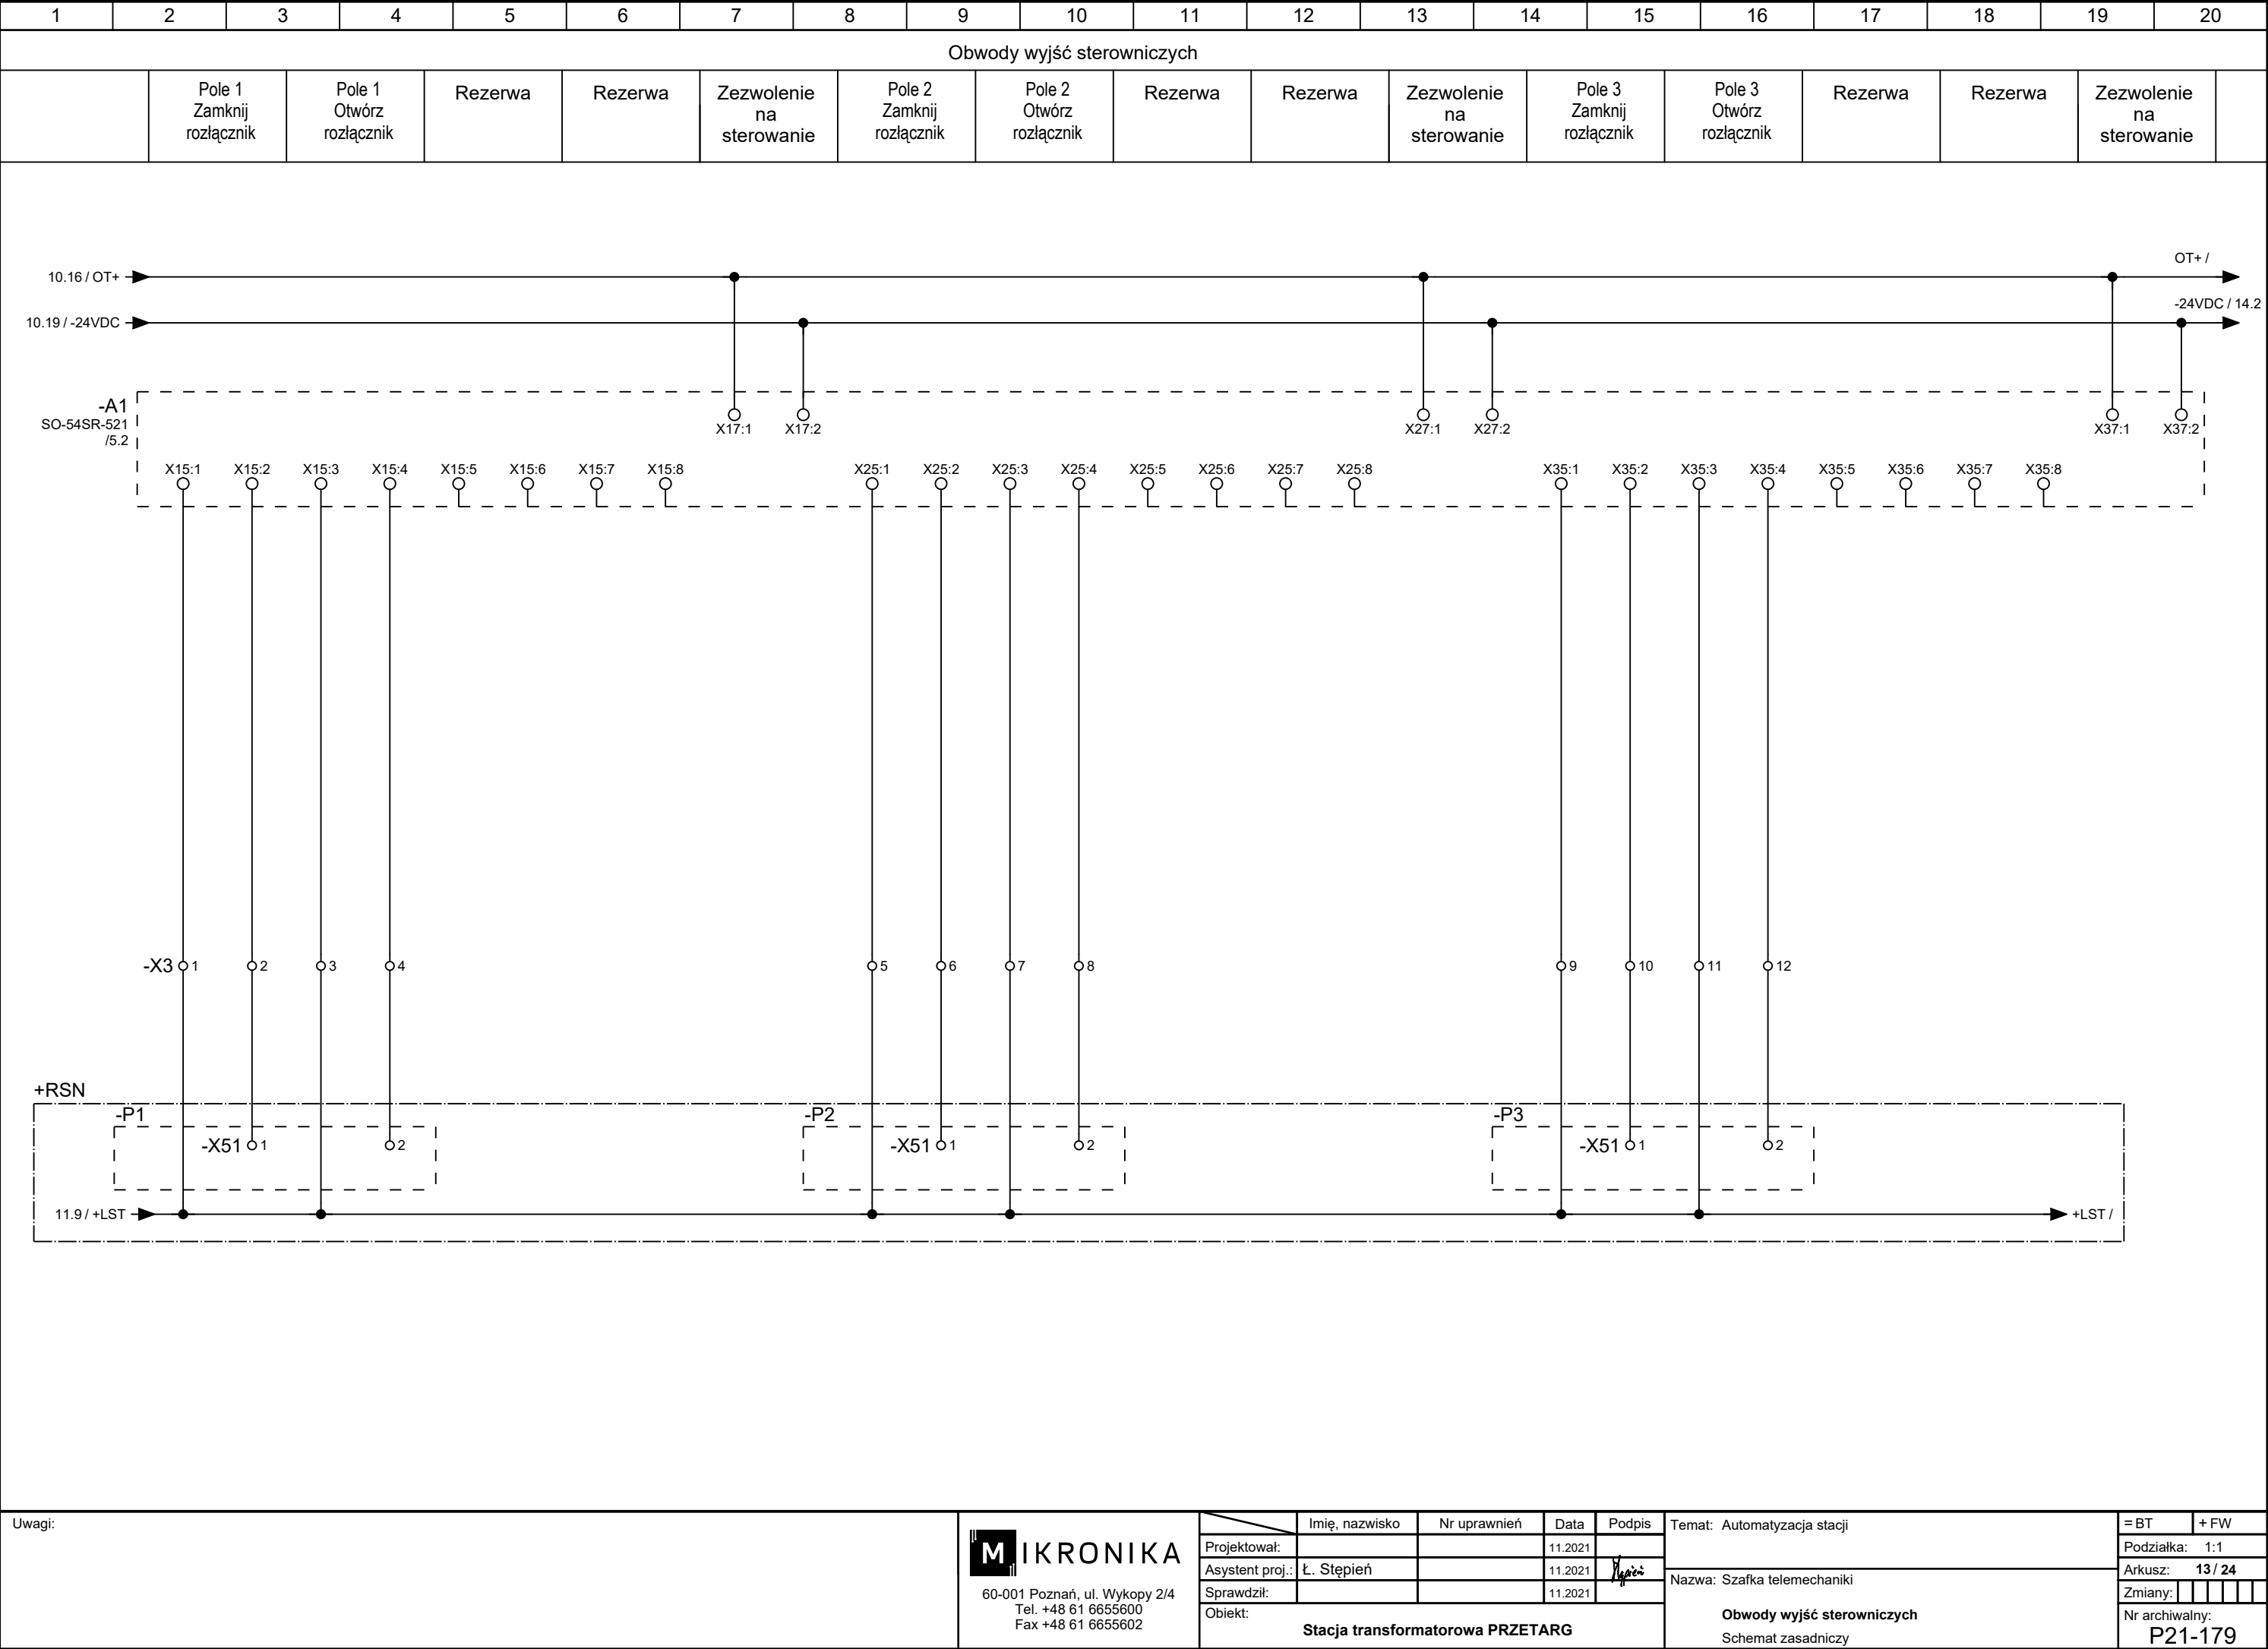 1 2 3 4 5 6 7 8 9 10 11 12 13 14 15 16 17 18 19 20
Obwody wyjść sterowniczych
Pole 1
Zamknij
rozłącznik
Pole 1
Otwórz
rozłącznik
Rezerwa
Rezerwa
Zezwolenie
na
sterowanie
Pole 2
Zamknij
rozłącznik
Pole 2
Otwórz
rozłącznik
Rezerwa
Rezerwa
Zezwolenie
na
sterowanie
Pole 3
Zamknij
rozłącznik
Pole 3
Otwórz
rozłącznik
Rezerwa
Rezerwa
Zezwolenie
na
sterowanie
10.16 / OT+
OT+ /
10.19 / -24VDC
-24VDC / 14.2
-A1
SO-54SR-521
/5.2
X17:1 X17:2 X27:1 X27:2 X37:1 X37:2
X15:1 X15:2 X15:3 X15:4 X15:5 X15:6 X15:7 X15:8 X25:1 X25:2 X25:3 X25:4 X25:5 X25:6 X25:7 X25:8 X35:1 X35:2 X35:3 X35:4 X35:5 X35:6 X35:7 X35:8
-X3 1 2 3 4 5 6 7 8 9 10 11 12
+RSN
-P1 -P2 -P3
-X51 1 2 -X51 1 2 -X51 1 2
11.9 / +LST
+LST /
Uwagi:
MIKRONIKA
60-001 Poznań, ul. Wykopy 2/4
Tel. +48 61 6655600
Fax +48 61 6655602
Imię, nazwisko Nr uprawnień Data Podpis
Projektował: 11.2021
Asystent proj.: Ł. Stępień 11.2021 Stępień
Sprawdził: 11.2021
Obiekt:
Stacja transformatorowa PRZETARG
Temat: Automatyzacja stacji
Nazwa: Szafka telemechaniki
Obwody wyjść sterowniczych
Schemat zasadniczy
= BT + FW
Podziałka: 1:1
Arkusz: 13 / 24
Zmiany:
Nr archiwalny:
P21-179